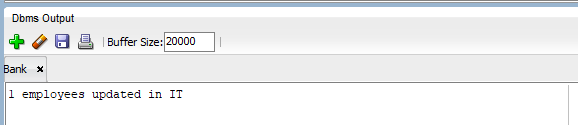 Dbms Output
Buffer Size: 20000
Bank ×
1 employees updated in IT